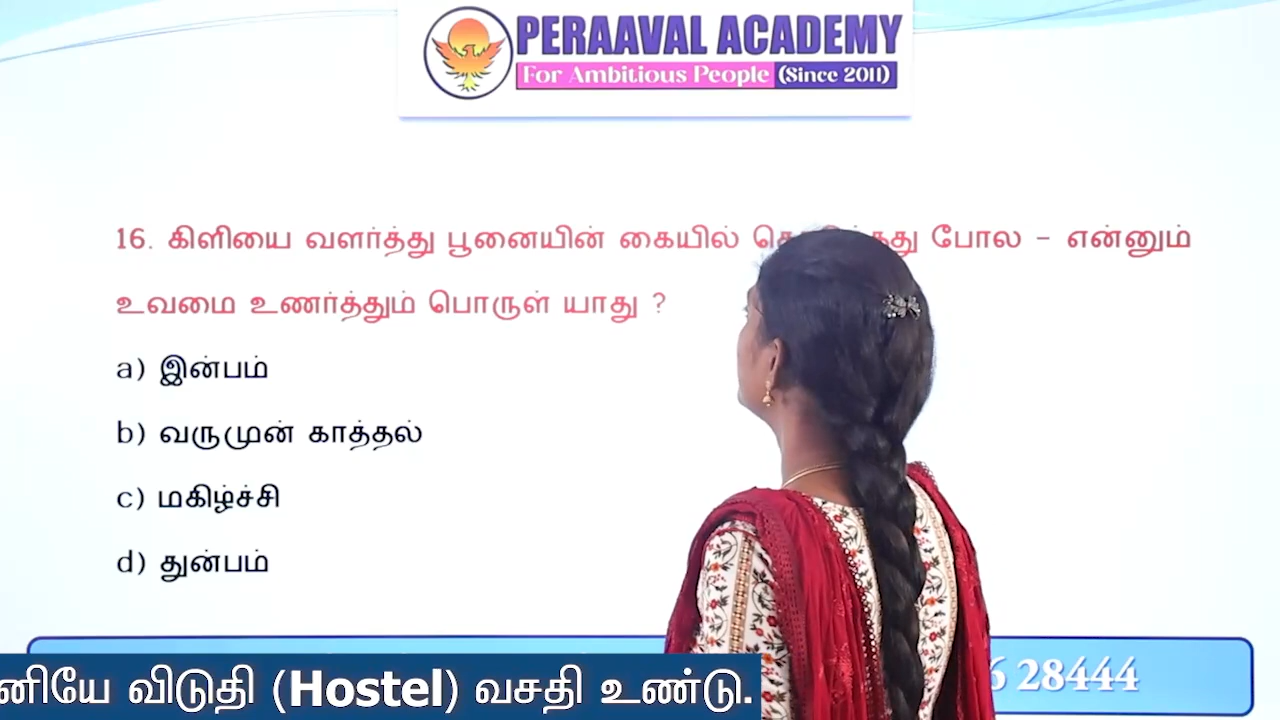 PERAAVAL ACADEMY
For Ambitious People (Since 2011)
16. கிளியை வளர்த்து பூனையின் கையில் போல – என்னும்
உவமை உணர்த்தும் பொருள் யாது ?
a) இன்பம்
b) வருமுன் காத்தல்
c) மகிழ்ச்சி
d) துன்பம்
6 28444
னியே விடுதி (Hostel) வசதி உண்டு.